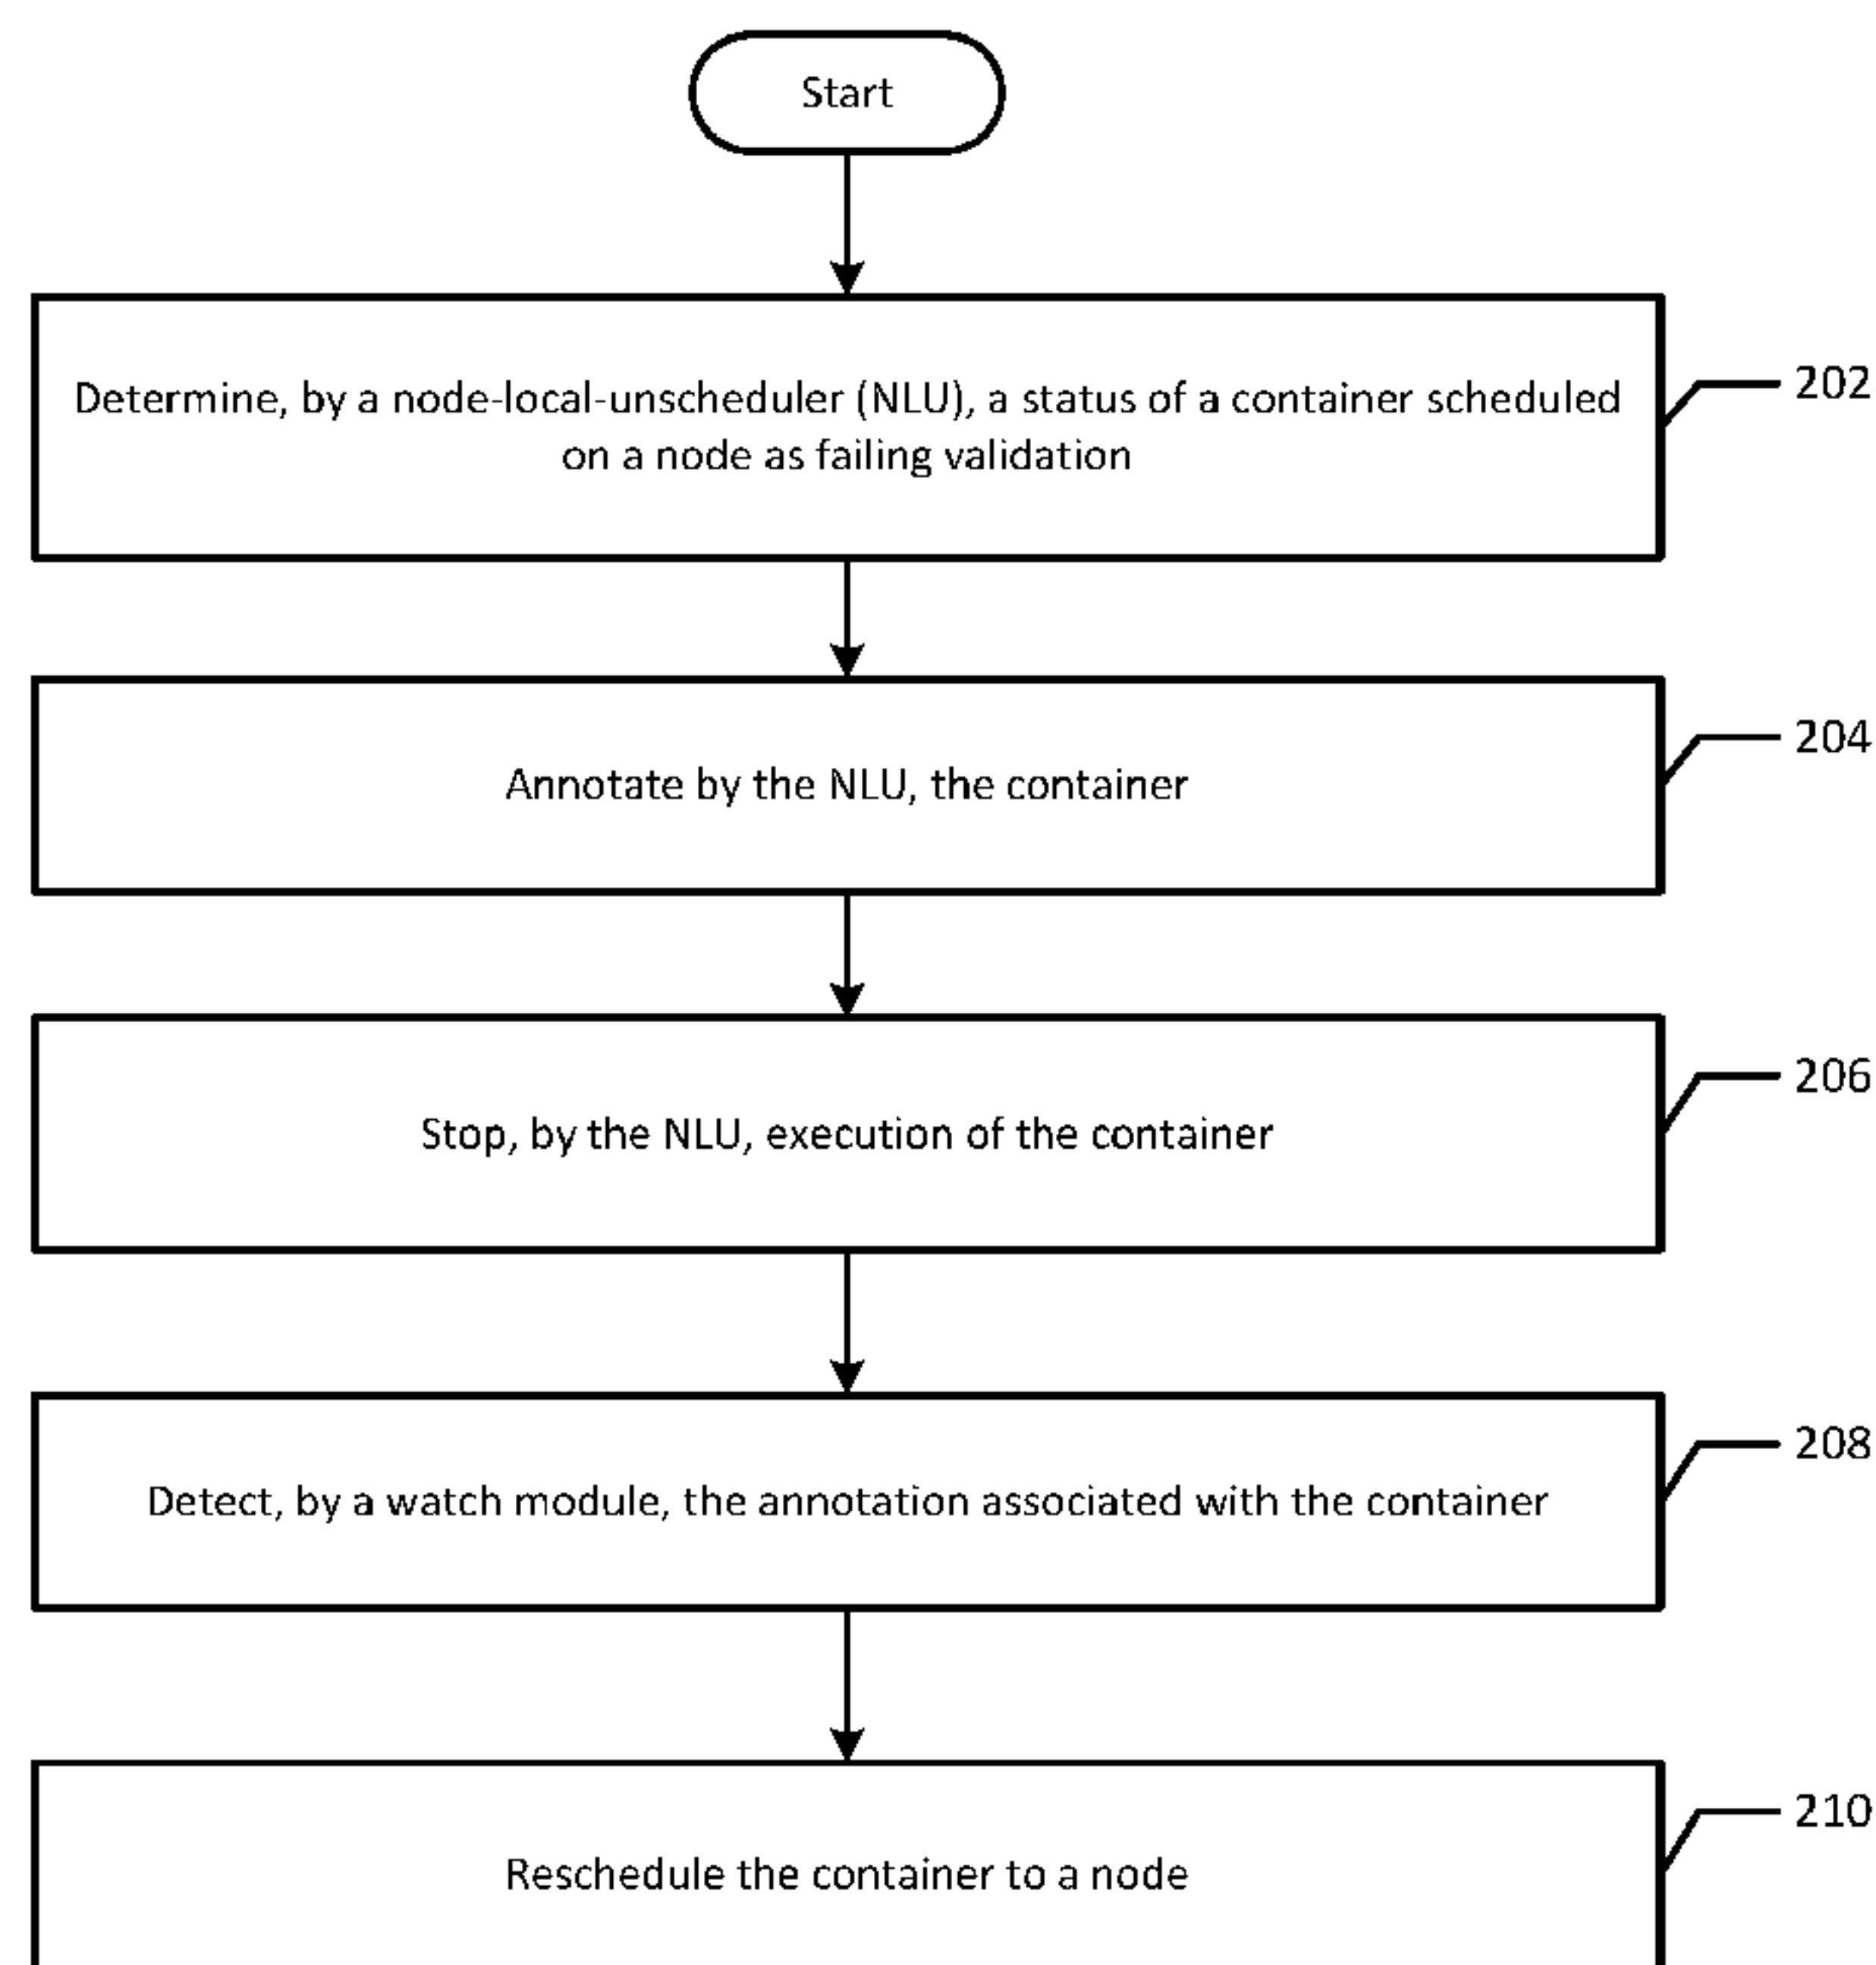 Start
Determine, by a node-local-unscheduler (NLU), a status of a container scheduled
on a node as failing validation
202
Annotate by the NLU, the container
204
Stop, by the NLU, execution of the container
206
Detect, by a watch module, the annotation associated with the container
208
Reschedule the container to a node
210